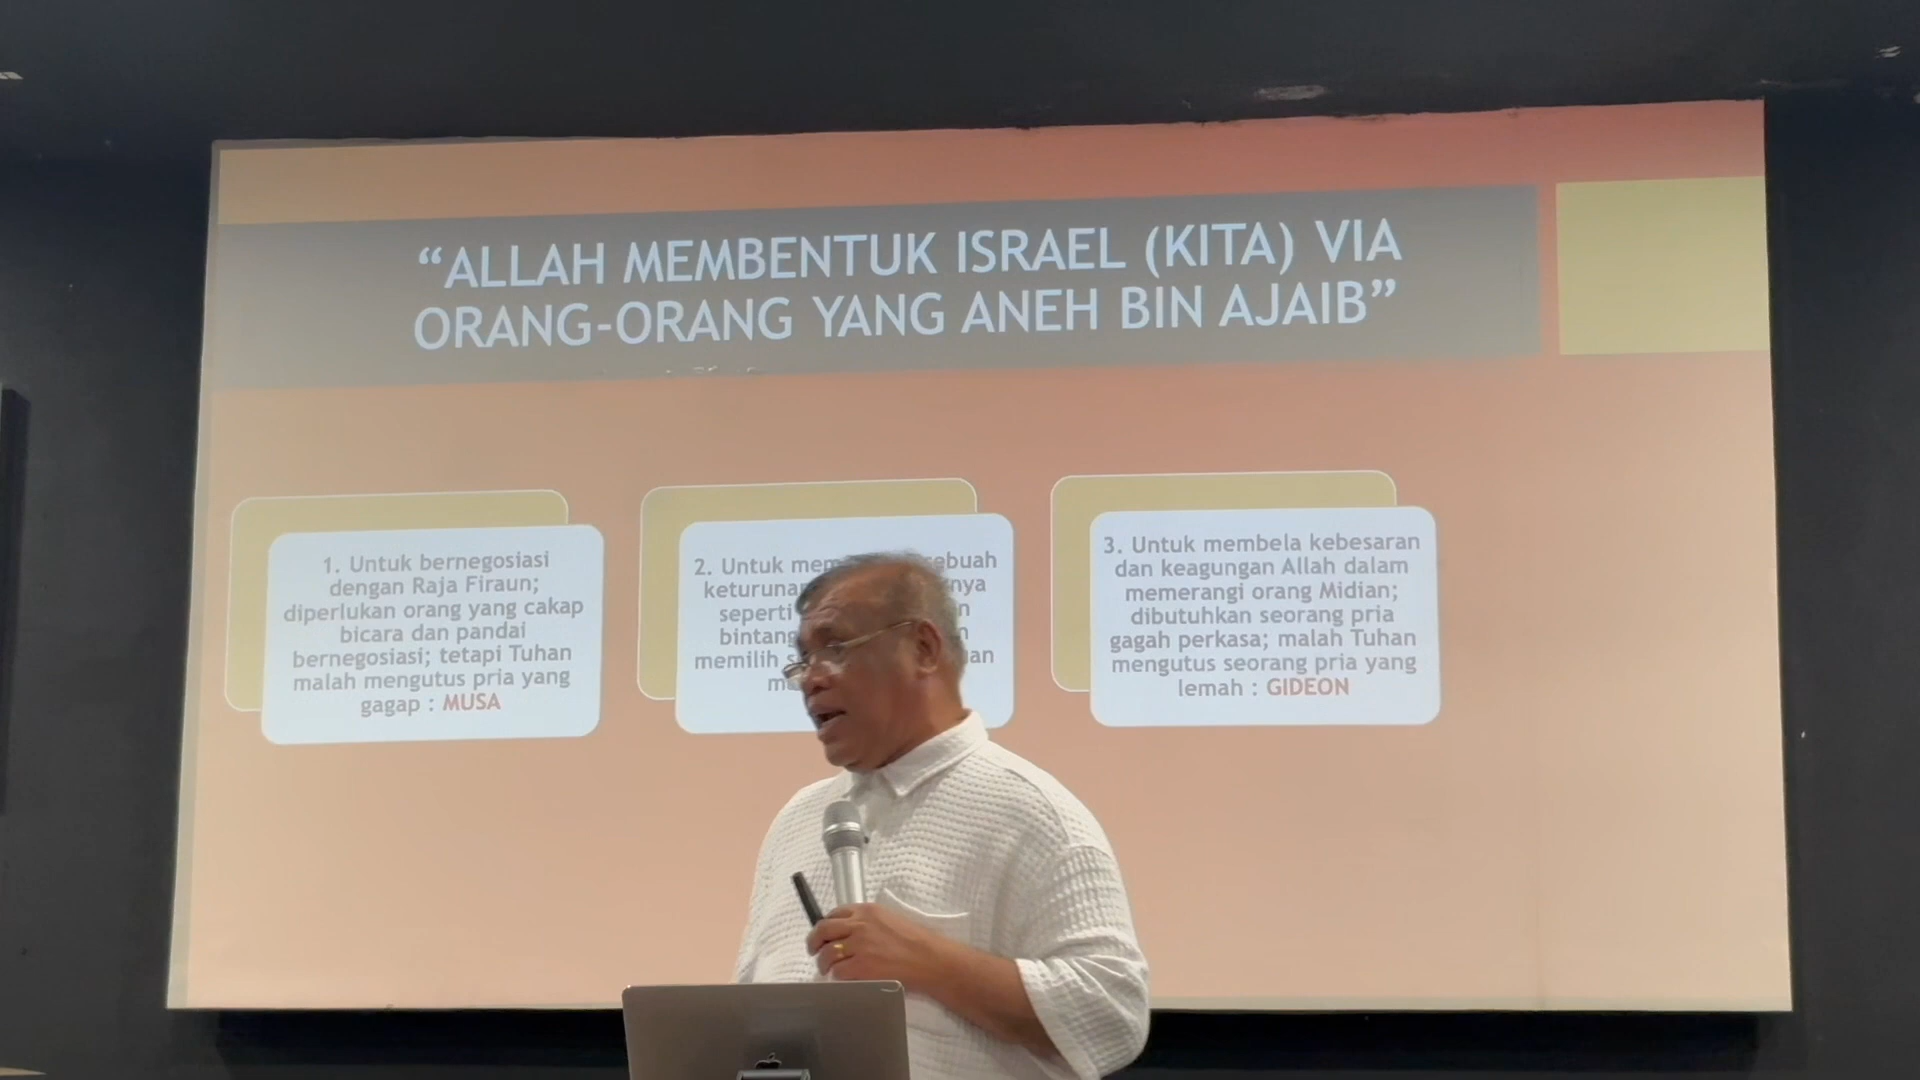 “ALLAH MEMBENTUK ISRAEL (KITA) VIA
ORANG-ORANG YANG ANEH BIN AJAIB”
1. Untuk bernegosiasi
dengan Raja Firaun;
diperlukan orang yang cakap
bicara dan pandai
bernegosiasi; tetapi Tuhan
malah mengutus pria yang
gagap : MUSA
2. Untuk
seperti
bintang
memilih
3. Untuk membela kebesaran
dan keagungan Allah dalam
memerangi orang Midian;
dibutuhkan seorang pria
gagah perkasa; malah Tuhan
mengutus seorang pria yang
lemah : GIDEON